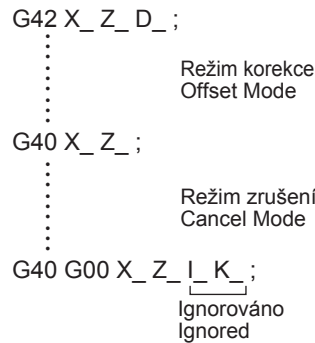 G42 X_ Z_ D_ ;
Režim korekce
Offset Mode
G40 X_ Z_ ;
Režim zrušení
Cancel Mode
G40 G00 X_ Z_ I_ K_ ;
Ignorováno
Ignored